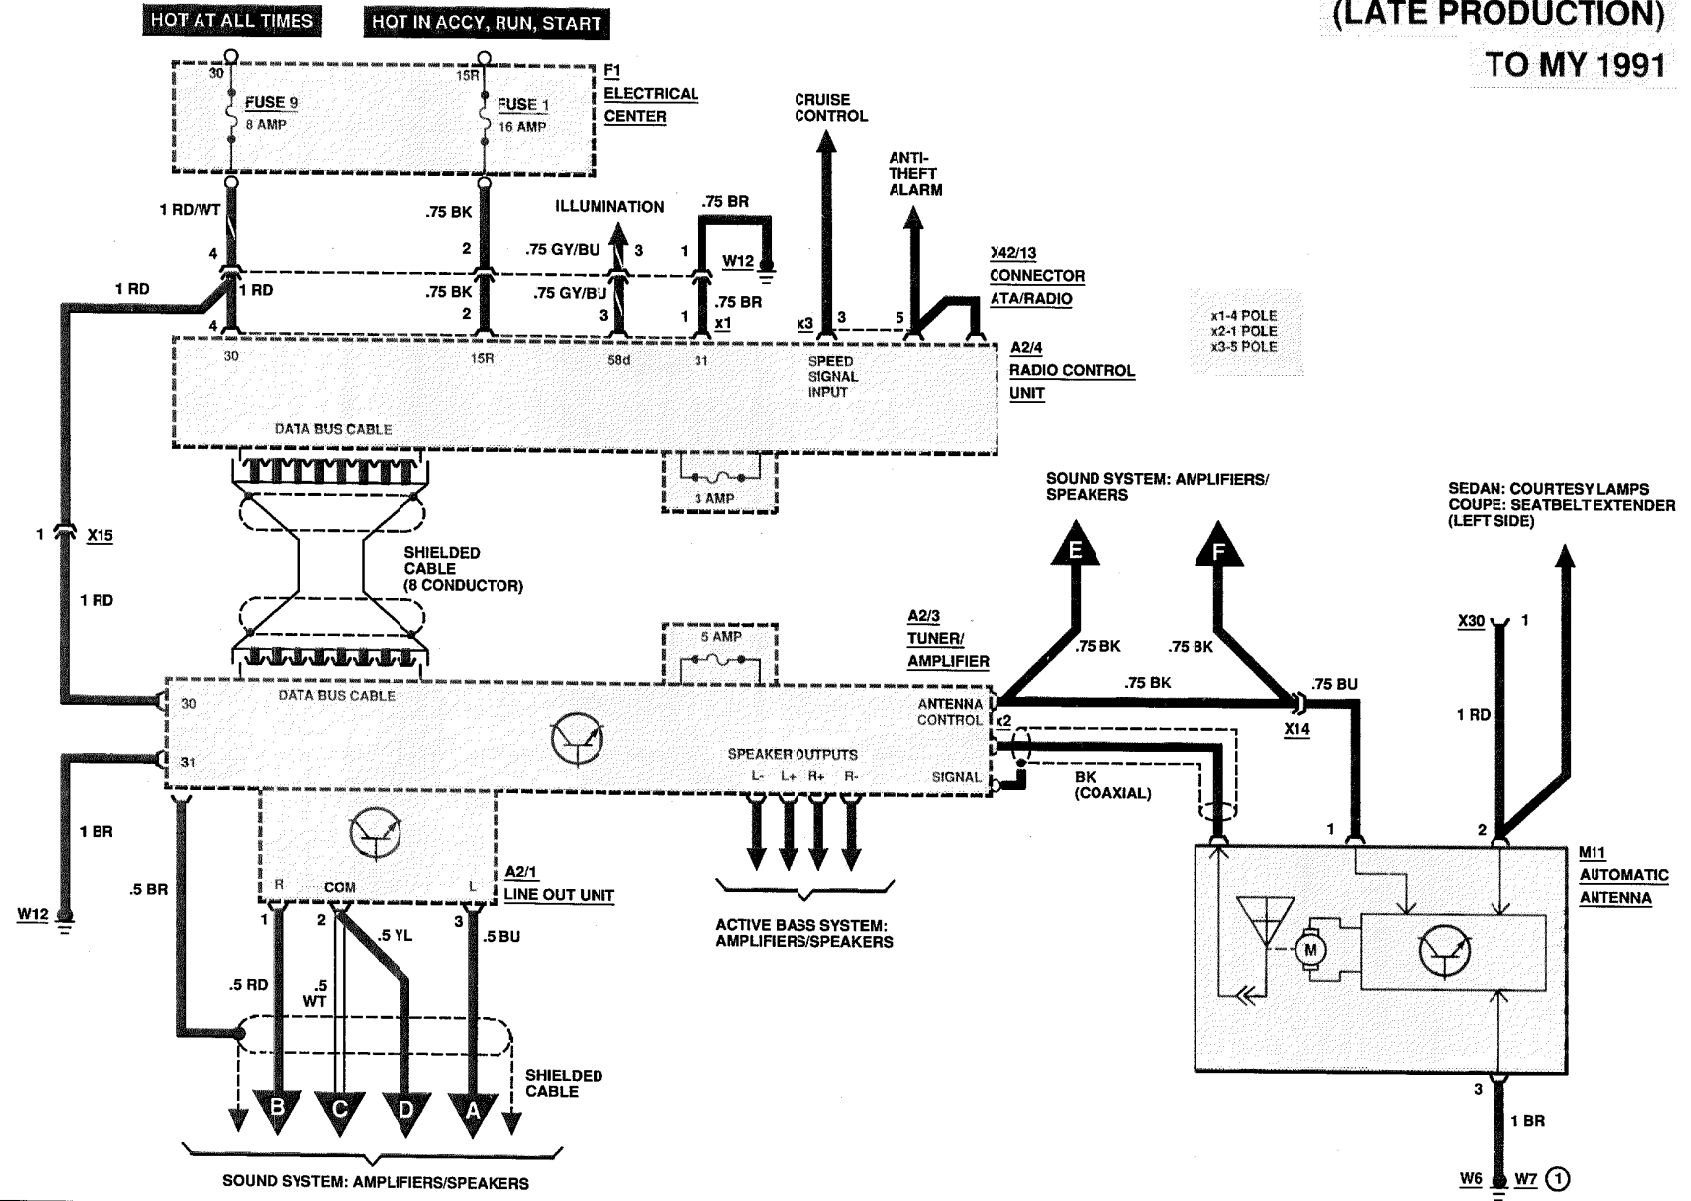 (LATE PRODUCTION)
TO MY 1991
HOT AT ALL TIMES
HOT IN ACCY, RUN, START
30
FUSE 9
8 AMP
15R
FUSE 1
16 AMP
F1
ELECTRICAL
CENTER
CRUISE
CONTROL
ANTI-
THEFT
ALARM
1 RD/WT
.75 BK
ILLUMINATION
.75 BR
4
2
.75 GY/BU
3
1
W12
X42/13
CONNECTOR
ATA/RADIO
1 RD
1 RD
.75 BK
.75 GY/BU
.75 BR
4
2
3
1
x1
x3
3
5
x1-4 POLE
x2-1 POLE
x3-5 POLE
30
15R
58d
31
SPEED
SIGNAL
INPUT
A2/4
RADIO CONTROL
UNIT
DATA BUS CABLE
3 AMP
SOUND SYSTEM: AMPLIFIERS/
SPEAKERS
SEDAN: COURTESY LAMPS
COUPE: SEATBELT EXTENDER
(LEFT SIDE)
1
X15
SHIELDED
CABLE
(8 CONDUCTOR)
E
F
1 RD
X30
1
A2/3
TUNER/
AMPLIFIER
5 AMP
.75 BK
.75 BK
.75 BK
.75 BU
1 RD
DATA BUS CABLE
30
ANTENNA
CONTROL
x2
X14
31
SPEAKER OUTPUTS
L-
L+
R+
R-
SIGNAL
BK
(COAXIAL)
1 BR
1
2
M11
AUTOMATIC
ANTENNA
.5 BR
R
COM
L
A2/1
LINE OUT UNIT
W12
1
2
3
.5 YL
.5 BU
ACTIVE BASS SYSTEM:
AMPLIFIERS/SPEAKERS
M
.5 RD
.5
WT
SHIELDED
CABLE
B
C
D
A
3
1 BR
SOUND SYSTEM: AMPLIFIERS/SPEAKERS
W6
W7
1